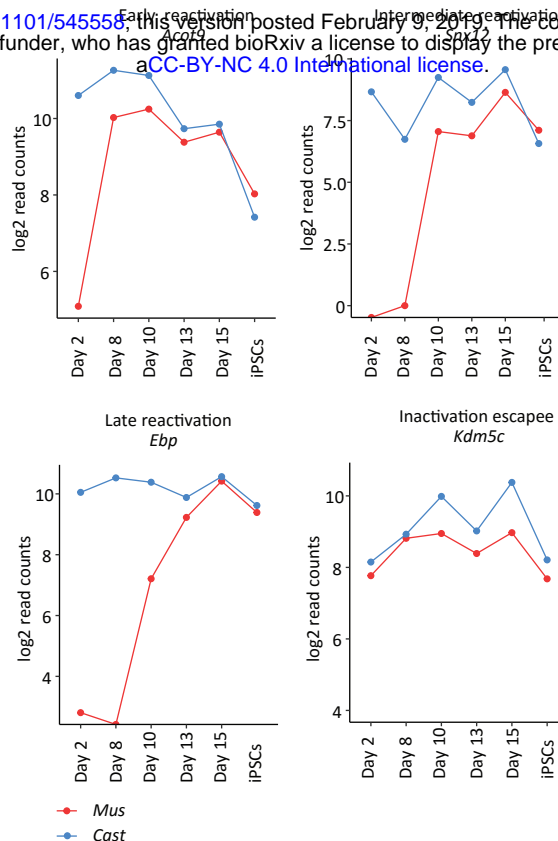 1101/545558; this version posted February 9, 2019. The co
funder, who has granted bioRxiv a license to display the pre
aCC-BY-NC 4.0 International license.
Early reactivation
Acot9
log2 read counts
10
8
6
Day 2
Day 8
Day 10
Day 13
Day 15
iPSCs
Intermediate reactivation
Snx12
log2 read counts
10
7.5
5.0
2.5
0
Day 2
Day 8
Day 10
Day 13
Day 15
iPSCs
Late reactivation
Ebp
log2 read counts
10
8
6
4
Day 2
Day 8
Day 10
Day 13
Day 15
iPSCs
Inactivation escapee
Kdm5c
log2 read counts
10
8
6
4
Day 2
Day 8
Day 10
Day 13
Day 15
iPSCs
Mus
Cast